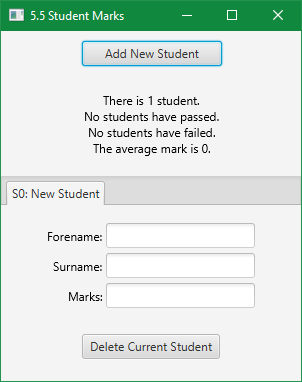 5.5 Student Marks
Add New Student
There is 1 student.
No students have passed.
No students have failed.
The average mark is 0.
S0: New Student
Forename:
Surname:
Marks:
Delete Current Student